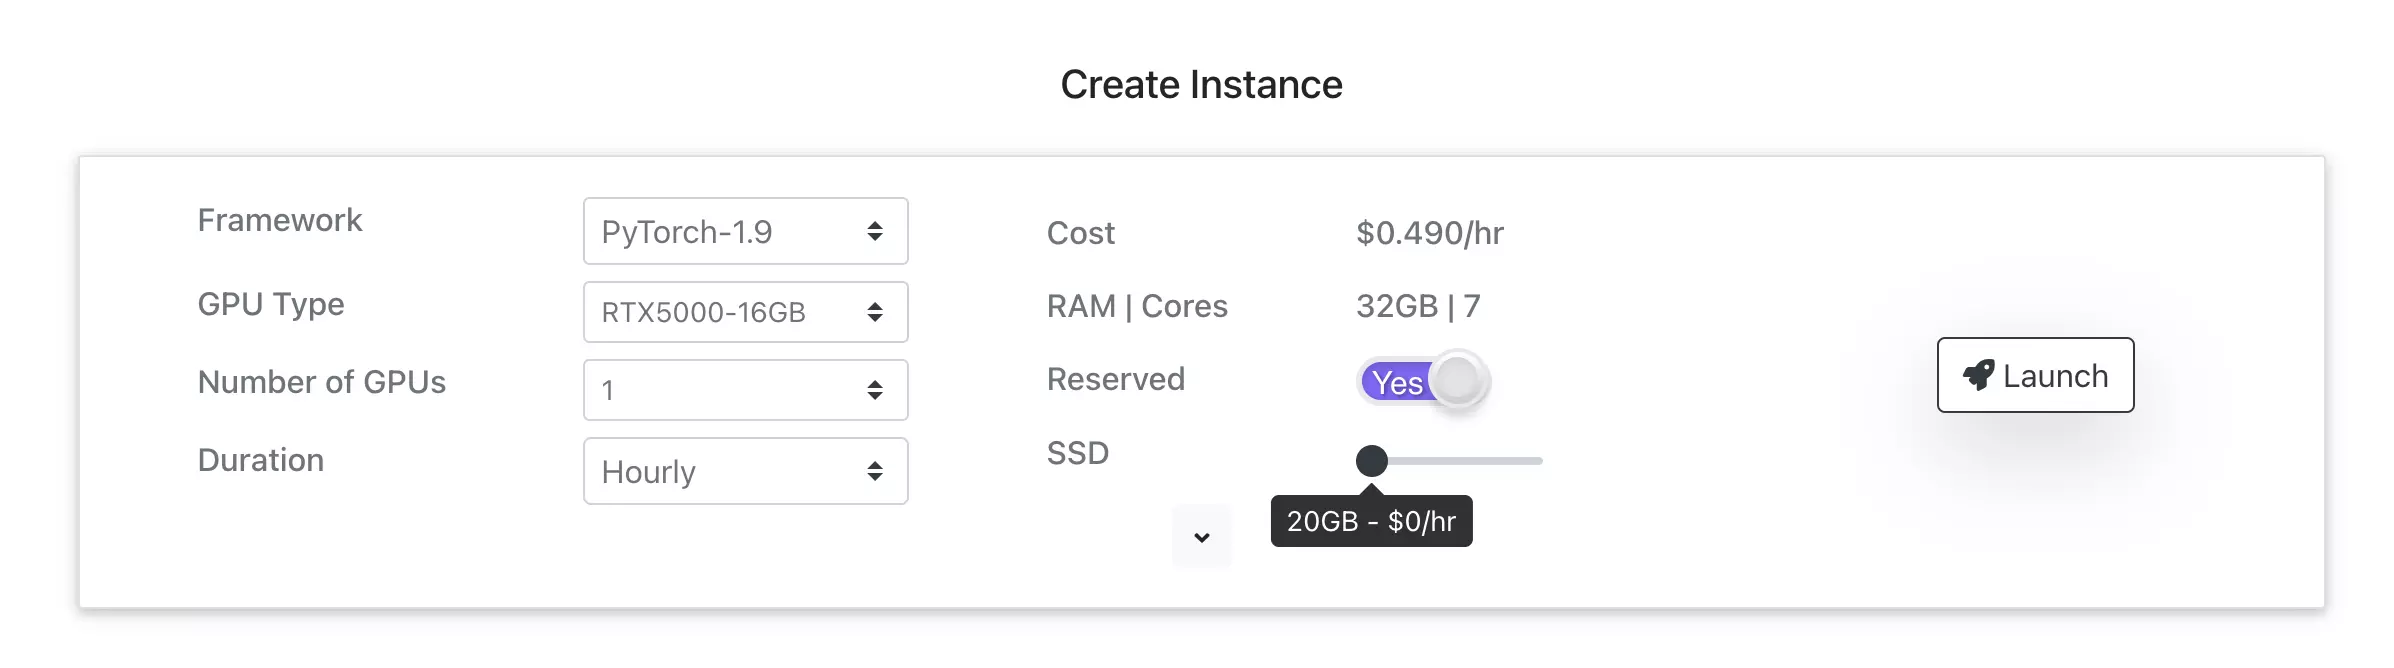 Create Instance
Framework
PyTorch-1.9
GPU Type
RTX5000-16GB
Number of GPUs
1
Duration
Hourly
Cost
$0.490/hr
RAM | Cores
32GB | 7
Reserved
Yes
SSD
20GB - $0/hr
Launch